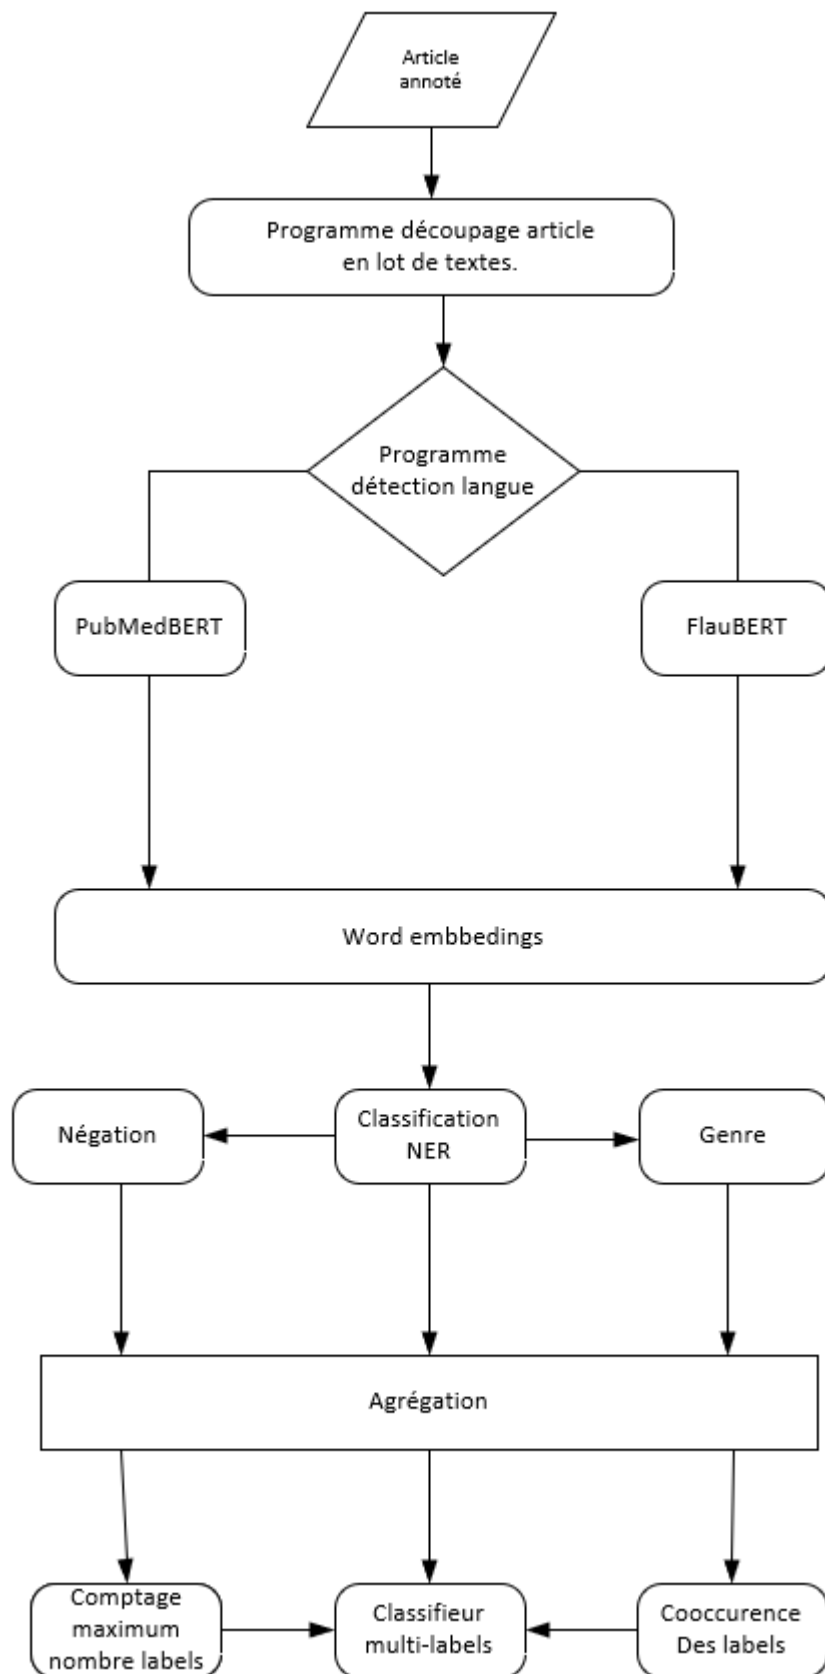 Article
annoté
Programme découpage article
en lot de textes.
Programme
détection langue
PubMedBERT
FlauBERT
Word embbedings
Négation
Classification
NER
Genre
Agrégation
Comptage
maximum
nombre labels
Classifieur
multi-labels
Cooccurence
Des labels